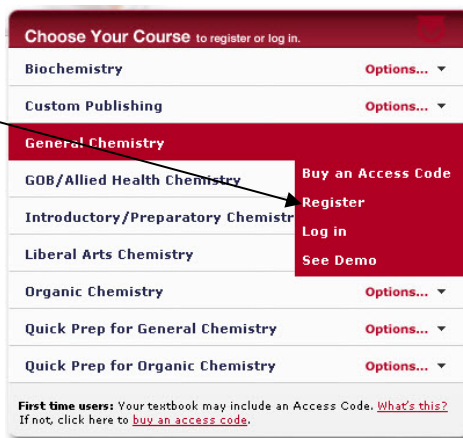 Choose Your Course to register or log in.
Biochemistry Options...
Custom Publishing Options...
General Chemistry
Buy an Access Code
GOB/Allied Health Chemistry
Register
Introductory/Preparatory Chemistr
Log in
Liberal Arts Chemistry
See Demo
Organic Chemistry Options...
Quick Prep for General Chemistry Options...
Quick Prep for Organic Chemistry Options...
First time users: Your textbook may include an Access Code. What's this?
If not, click here to buy an access code.